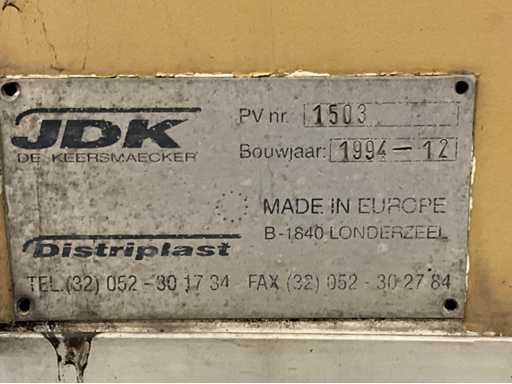 JDK
DE KEERSMAECKER
PV nr. 1503
Bouwjaar: 1994-12
MADE IN EUROPE
B-1840 LONDERZEEL
Distriplast
TEL.(32) 052 - 30 17 34 FAX (32) 052 - 30 27 84